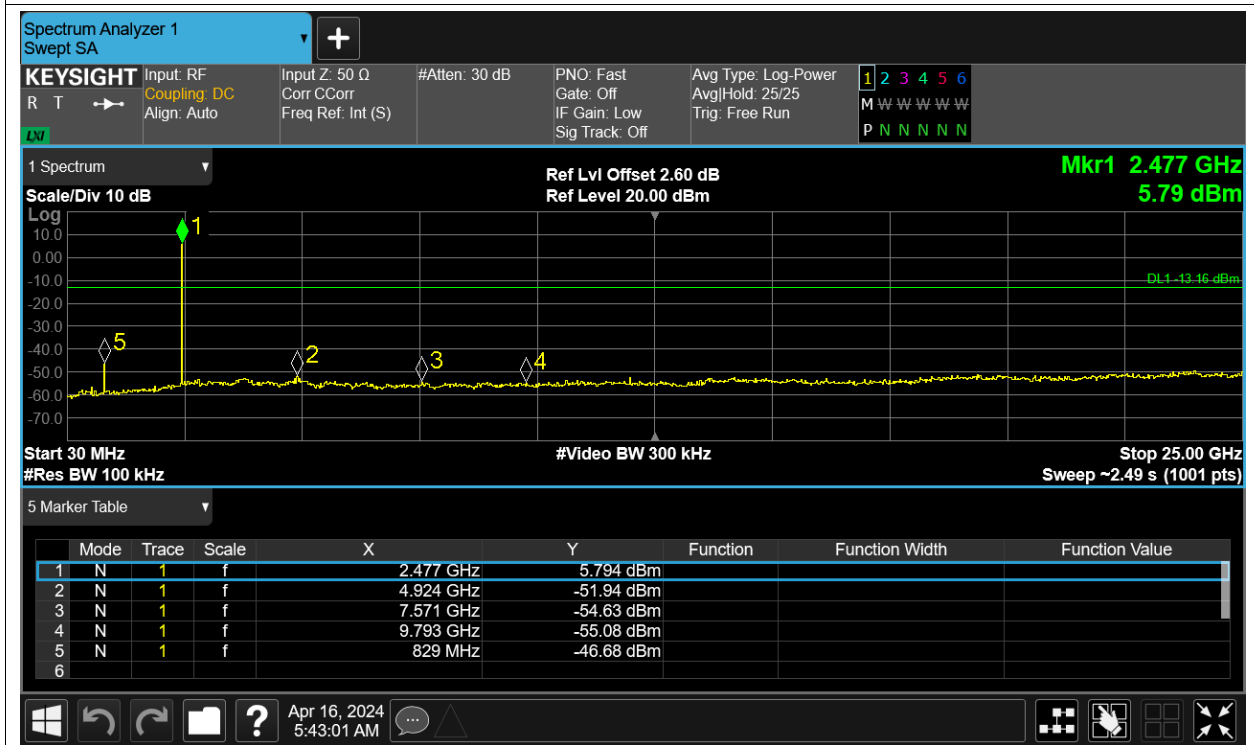 Spectrum Analyzer 1
Swept SA
KEYSIGHT
R T
LXI
Input: RF
Coupling: DC
Align: Auto
Input Z: 50 Ω
Corr CCorr
Freq Ref: Int (S)
#Atten: 30 dB
PNO: Fast
Gate: Off
IF Gain: Low
Sig Track: Off
Avg Type: Log-Power
Avg|Hold: 25/25
Trig: Free Run
1 2 3 4 5 6
M W W W W W
P N N N N N
1 Spectrum
Scale/Div 10 dB
Ref Lvl Offset 2.60 dB
Ref Level 20.00 dBm
Mkr1 2.477 GHz
5.79 dBm
Log
10.0
0.00
-10.0
-20.0
-30.0
-40.0
-50.0
-60.0
-70.0
1
DL1 -13.16 dBm
5
2
3
4
Start 30 MHz
#Res BW 100 kHz
#Video BW 300 kHz
Stop 25.00 GHz
Sweep ~2.49 s (1001 pts)
5 Marker Table
Mode Trace Scale X Y Function Function Width Function Value
1 N 1 f 2.477 GHz 5.794 dBm
2 N 1 f 4.924 GHz -51.94 dBm
3 N 1 f 7.571 GHz -54.63 dBm
4 N 1 f 9.793 GHz -55.08 dBm
5 N 1 f 829 MHz -46.68 dBm
6
?
Apr 16, 2024
5:43:01 AM